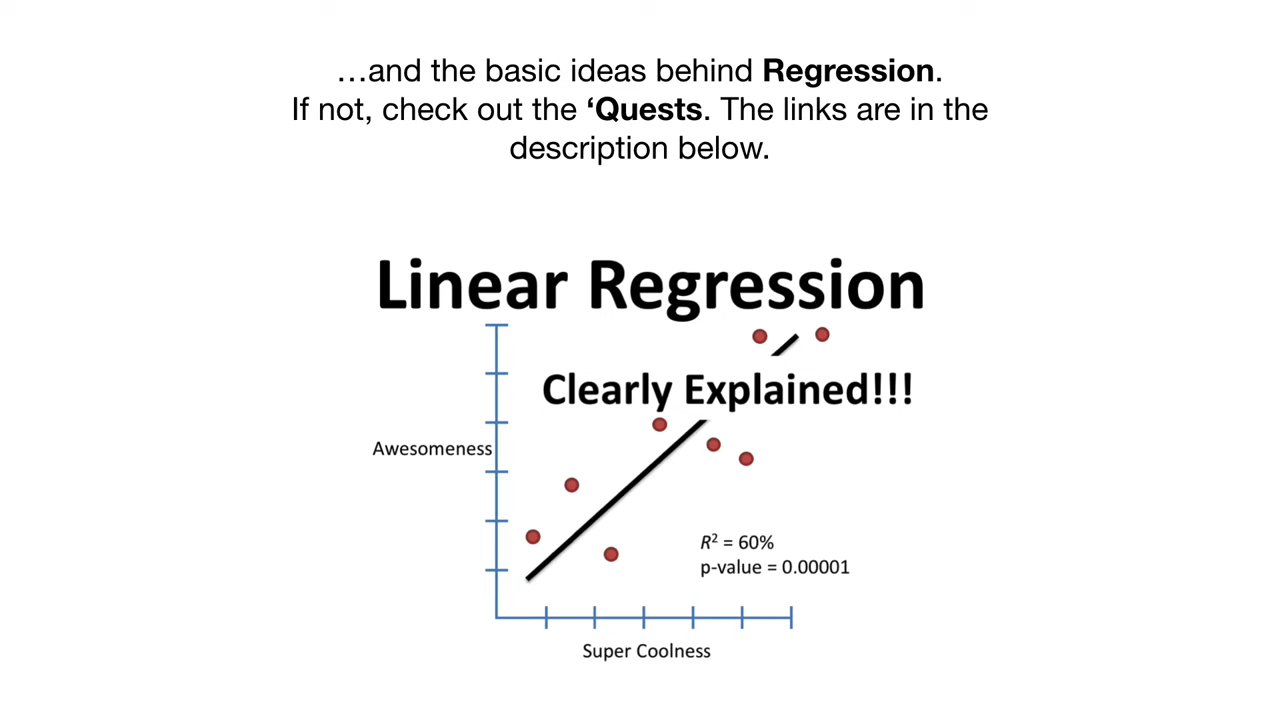 …and the basic ideas behind Regression.
If not, check out the ‘Quests. The links are in the
description below.
Linear Regression
Clearly Explained!!!
Awesomeness
R² = 60%
p-value = 0.00001
Super Coolness